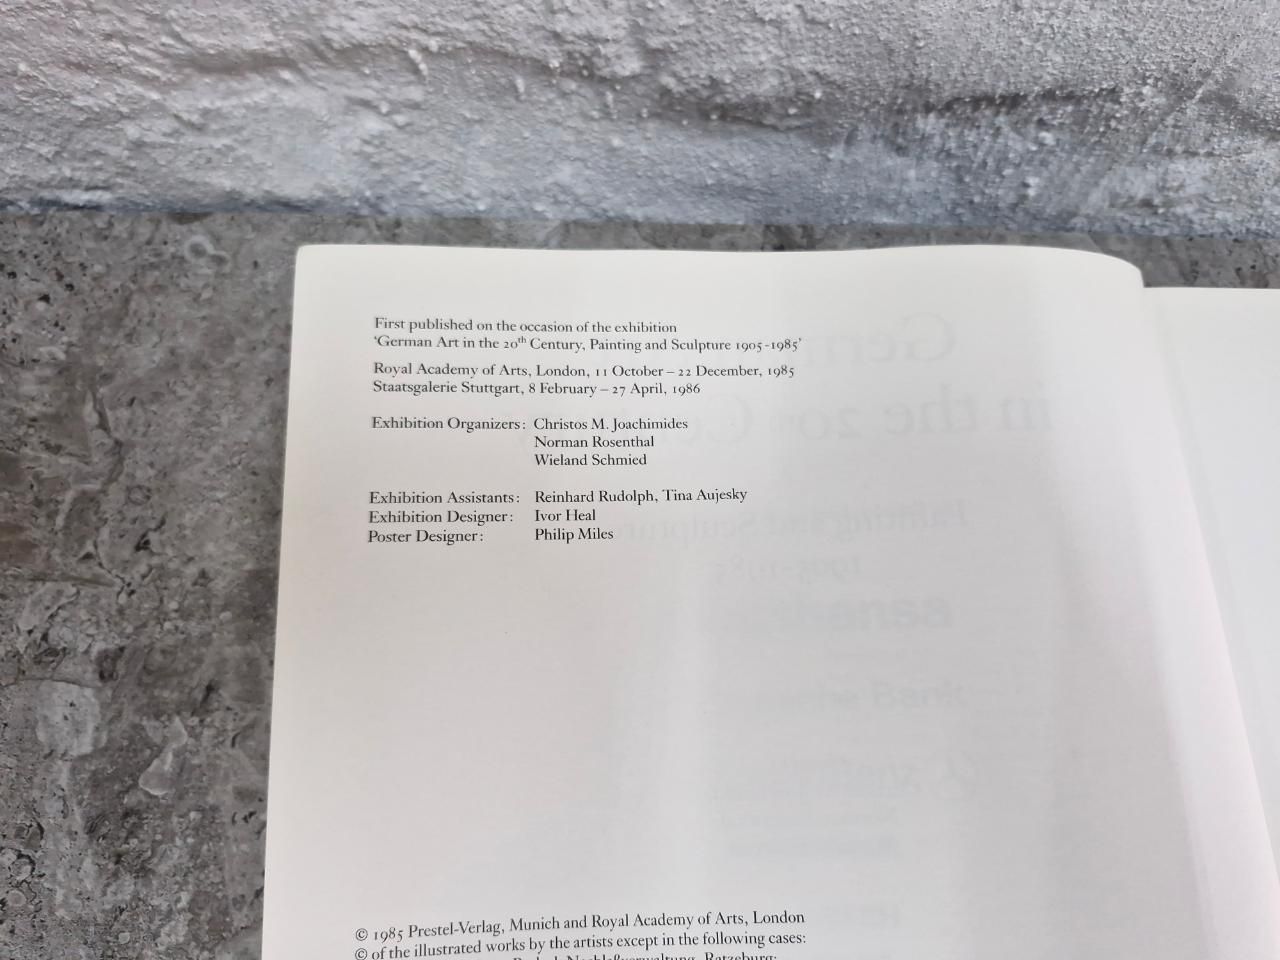 First published on the occasion of the exhibition
'German Art in the 20th Century, Painting and Sculpture 1905-1985'
Royal Academy of Arts, London, 11 October – 22 December, 1985
Staatsgalerie Stuttgart, 8 February – 27 April, 1986
Exhibition Organizers: Christos M. Joachimides
Norman Rosenthal
Wieland Schmied
Exhibition Assistants: Reinhard Rudolph, Tina Aujesky
Exhibition Designer: Ivor Heal
Poster Designer: Philip Miles
© 1985 Prestel-Verlag, Munich and Royal Academy of Arts, London
© of the illustrated works by the artists except in the following cases:
Nachlaßverwaltung, Ratzeburg;